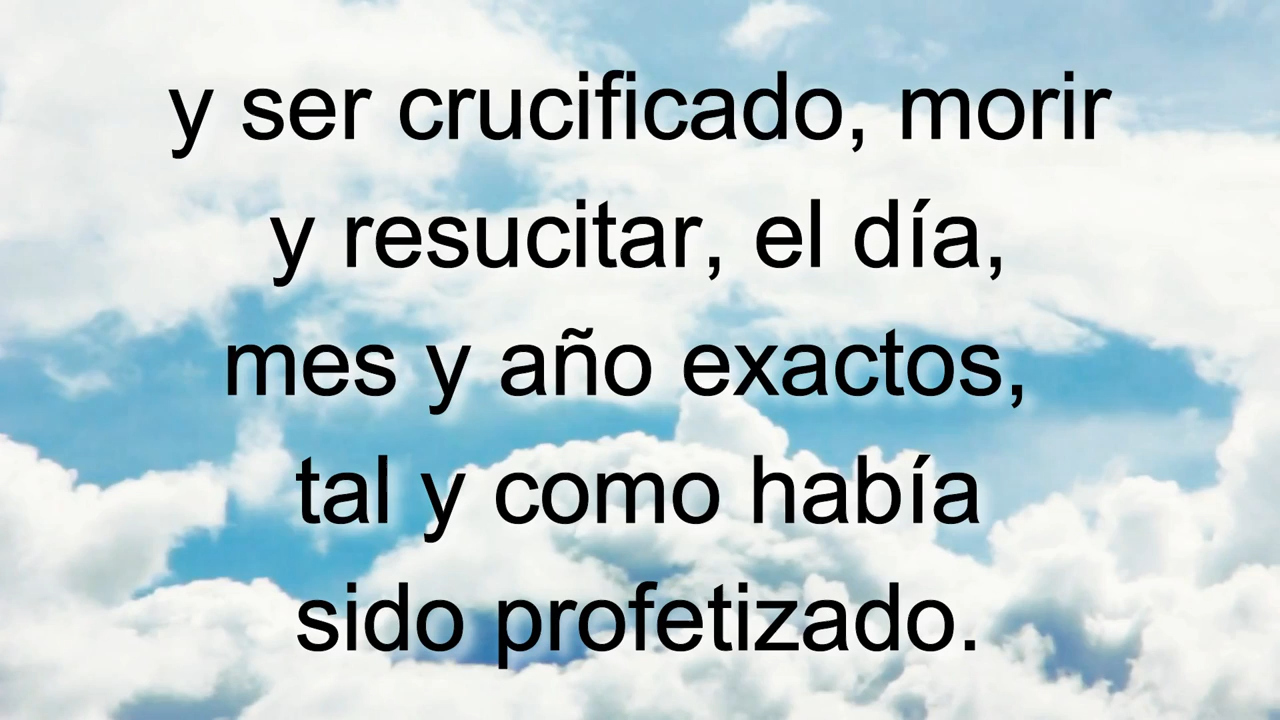 y ser crucificado, morir
y resucitar, el día,
mes y año exactos,
tal y como había
sido profetizado.